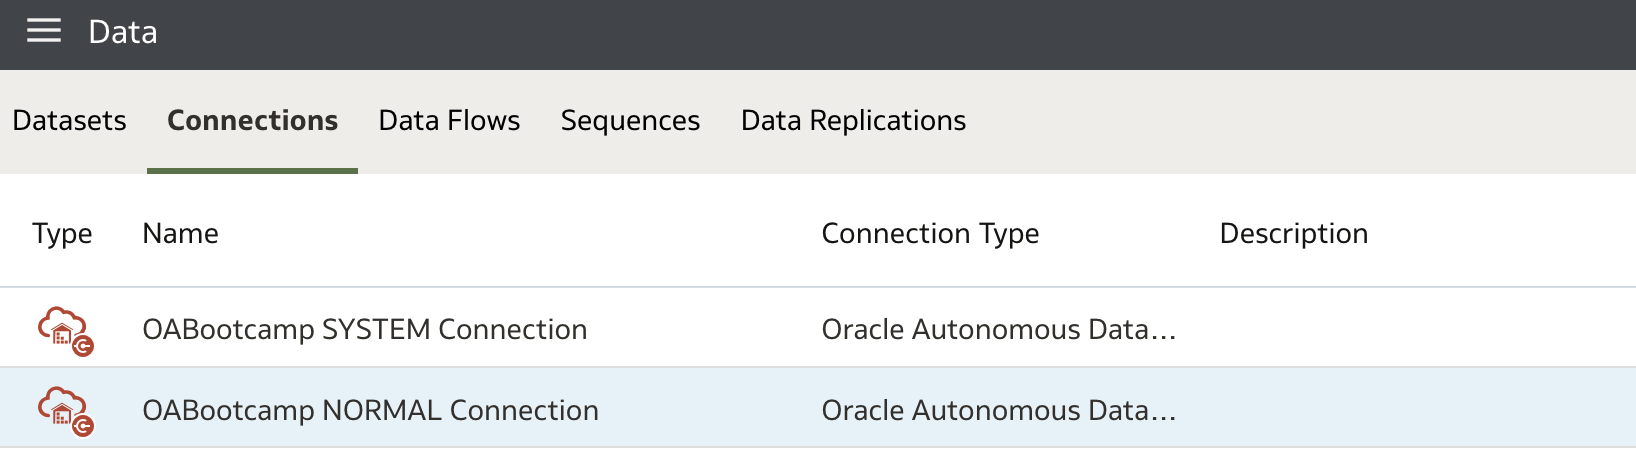 Data
Datasets Connections Data Flows Sequences Data Replications
Type Name Connection Type Description
OABootcamp SYSTEM Connection Oracle Autonomous Data...
OABootcamp NORMAL Connection Oracle Autonomous Data...